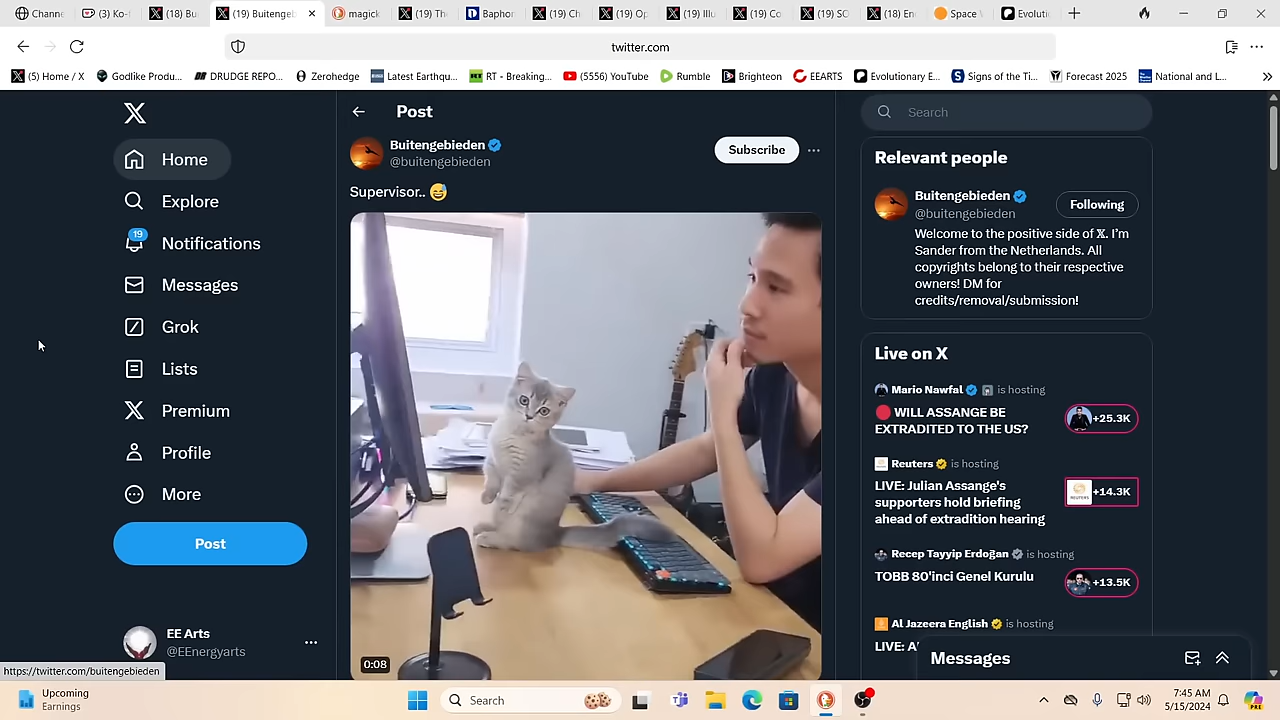 Channe
(3) Ko-f
(18) Bu
(19) Buitengeb
magick
(19) The
Baphor
(19) Ch
(19) Op
(19) Illu
(19) Co
(19) SO
(18) En
Space W
Evoluti
twitter.com
(5) Home / X
Godlike Produ...
DRUDGE REPO...
Zerohedge
Latest Earthqu...
RT - Breaking...
(5556) YouTube
Rumble
Brighteon
EEARTS
Evolutionary E...
Signs of the Ti...
Forecast 2025
National and L...
Home
Explore
19
Notifications
Messages
Grok
Lists
Premium
Profile
More
Post
EE Arts
@EEnergyarts
https://twitter.com/buitengebieden
Post
Buitengebieden
@buitengebieden
Subscribe
Supervisor.. 😅
0:08
Search
Relevant people
Buitengebieden
@buitengebieden
Following
Welcome to the positive side of 𝕏. I'm
Sander from the Netherlands. All
copyrights belong to their respective
owners! DM for
credits/removal/submission!
Live on X
Mario Nawfal is hosting
🔴 WILL ASSANGE BE
EXTRADITED TO THE US?
+25.3K
Reuters is hosting
LIVE: Julian Assange's
supporters hold briefing
ahead of extradition hearing
REUTERS
+14.3K
Recep Tayyip Erdoğan is hosting
TOBB 80'inci Genel Kurulu
+13.5K
Al Jazeera English is hosting
LIVE: A
Messages
Upcoming
Earnings
Search
7:45 AM
5/15/2024
PRE